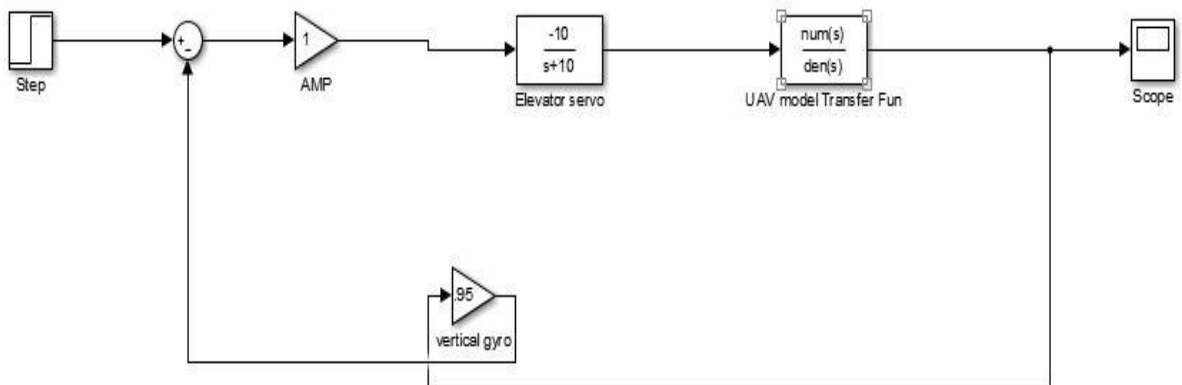 Step
+
-
1
AMP
-10
s+10
Elevator servo
num(s)
den(s)
UAV model Transfer Fun
Scope
.95
vertical gyro